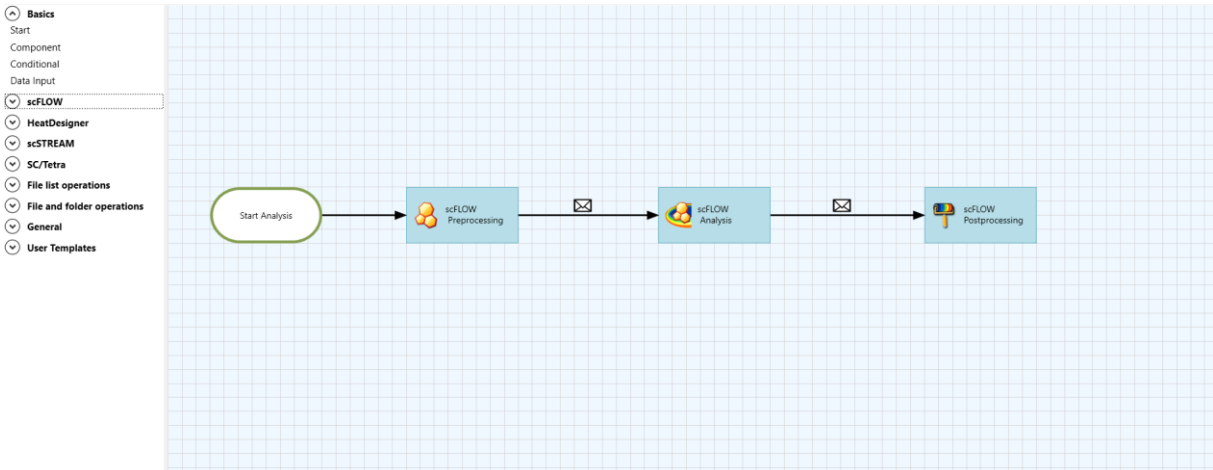 Basics
Start
Component
Conditional
Data Input
scFLOW
HeatDesigner
scSTREAM
SC/Tetra
File list operations
File and folder operations
General
User Templates
Start Analysis
scFLOW
Preprocessing
scFLOW
Analysis
scFLOW
Postprocessing